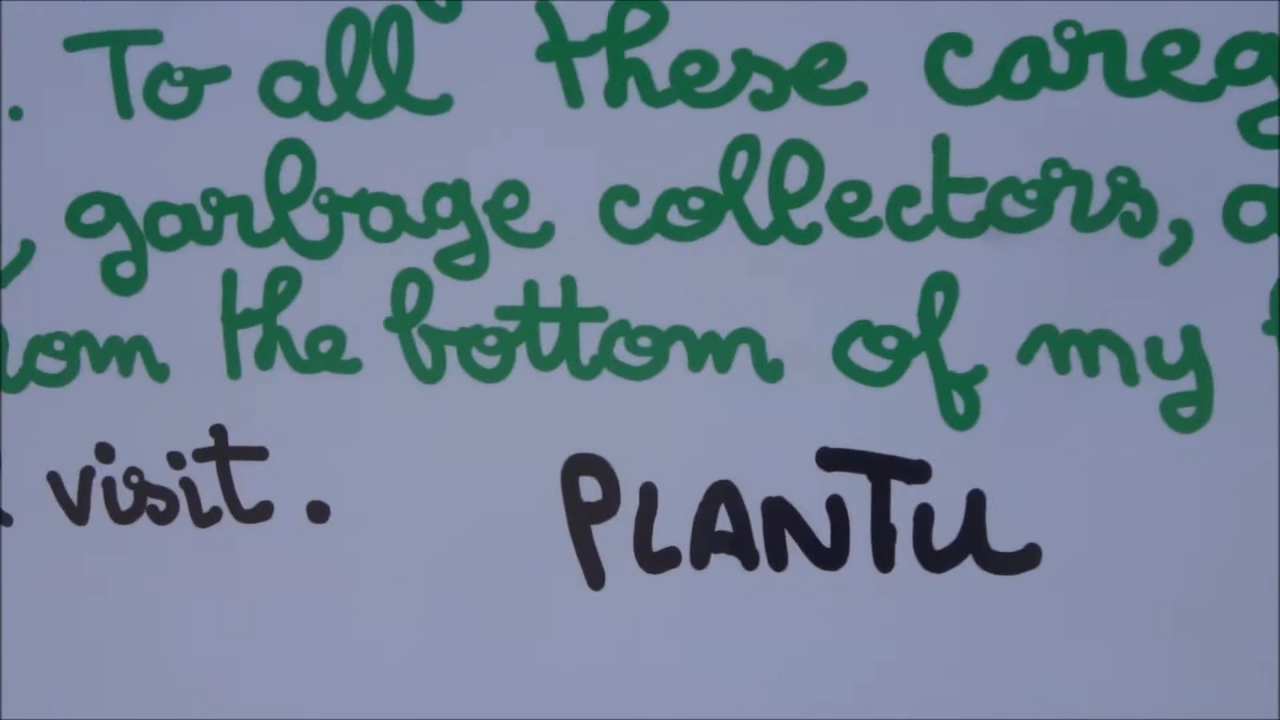 . To all these careg
, garbage collectors, a
rom the bottom of my
visit. PLANTU